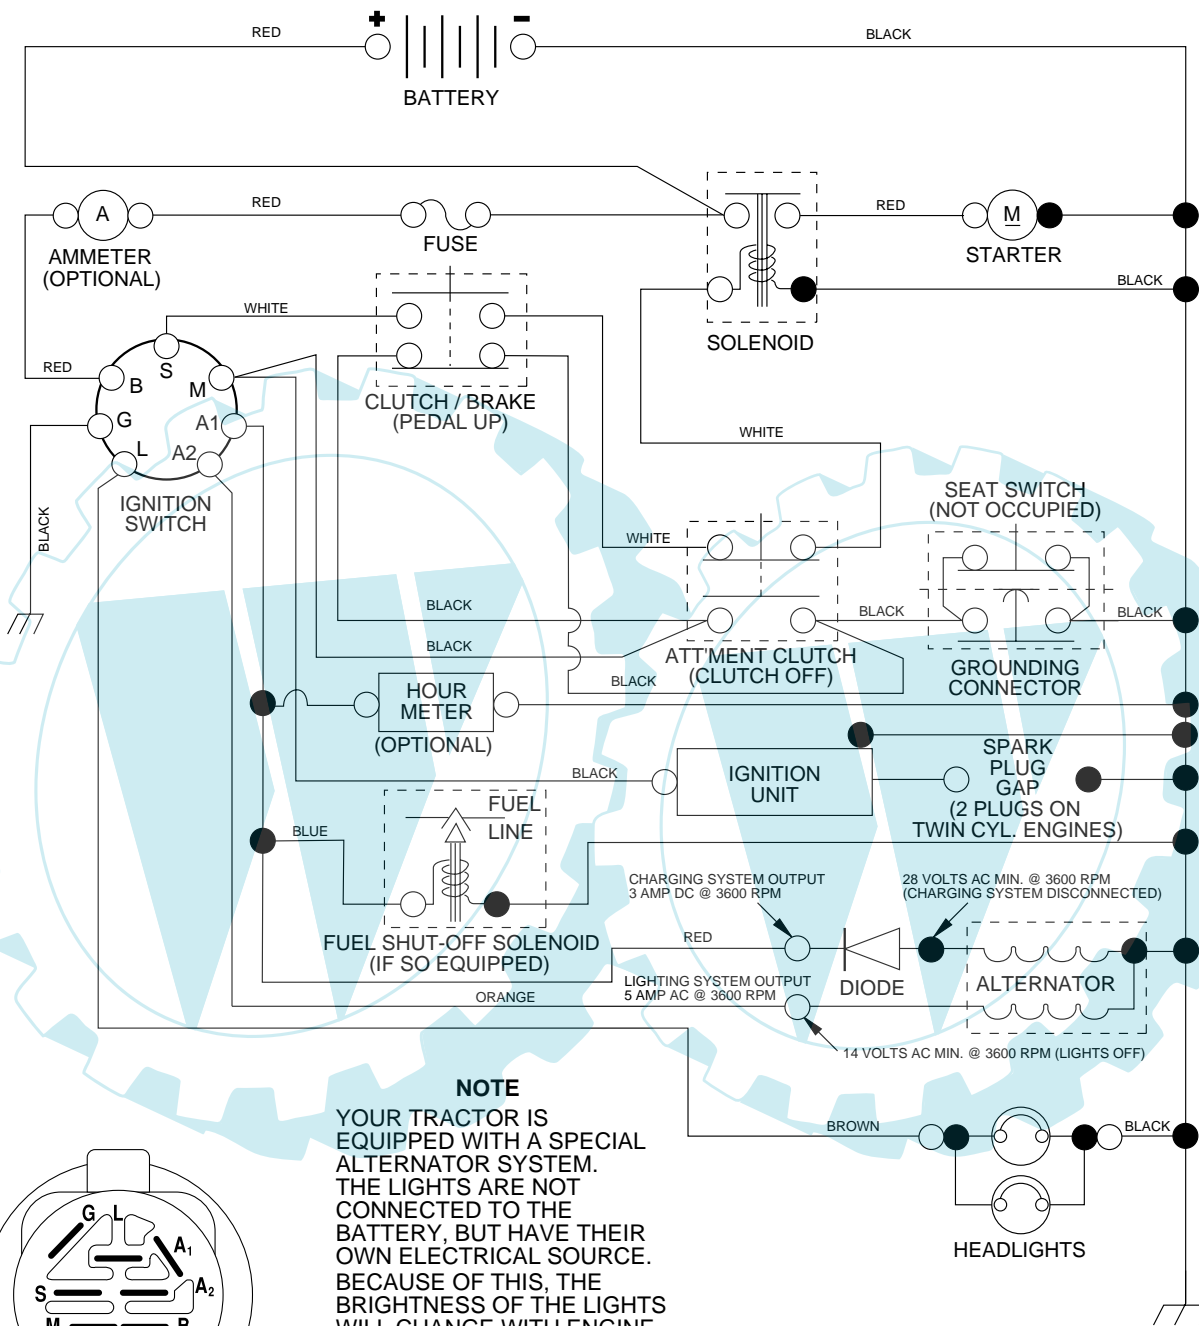 + −
RED
BLACK
BATTERY
A
RED
FUSE
RED
M
STARTER
AMMETER
(OPTIONAL)
BLACK
WHITE
SOLENOID
RED
S
B
M
G
A1
L
A2
CLUTCH / BRAKE
(PEDAL UP)
WHITE
IGNITION
SWITCH
BLACK
SEAT SWITCH
(NOT OCCUPIED)
WHITE
BLACK
BLACK
BLACK
BLACK
ATT'MENT CLUTCH
(CLUTCH OFF)
BLACK
GROUNDING
CONNECTOR
HOUR
METER
(OPTIONAL)
BLACK
IGNITION
UNIT
SPARK
PLUG
GAP
(2 PLUGS ON
TWIN CYL. ENGINES)
FUEL
LINE
BLUE
CHARGING SYSTEM OUTPUT
3 AMP DC @ 3600 RPM
28 VOLTS AC MIN. @ 3600 RPM
(CHARGING SYSTEM DISCONNECTED)
FUEL SHUT-OFF SOLENOID
(IF SO EQUIPPED)
RED
DIODE
ALTERNATOR
LIGHTING SYSTEM OUTPUT
5 AMP AC @ 3600 RPM
ORANGE
14 VOLTS AC MIN. @ 3600 RPM (LIGHTS OFF)
NOTE
YOUR TRACTOR IS
EQUIPPED WITH A SPECIAL
ALTERNATOR SYSTEM.
THE LIGHTS ARE NOT
CONNECTED TO THE
BATTERY, BUT HAVE THEIR
OWN ELECTRICAL SOURCE.
BECAUSE OF THIS, THE
BRIGHTNESS OF THE LIGHTS
WILL CHANGE WITH ENGINE
BROWN
BLACK
HEADLIGHTS
G L
A1
S
A2
M
B